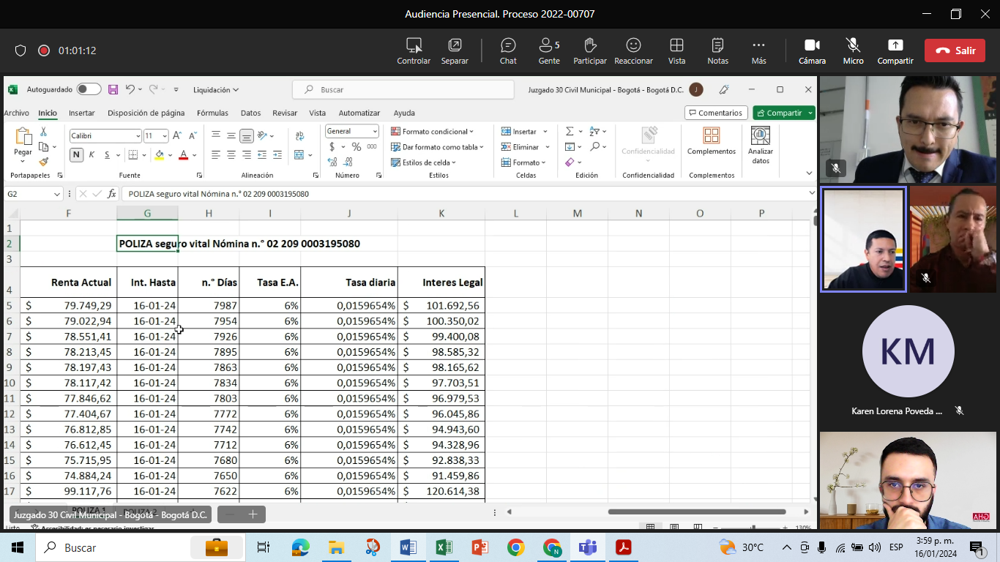 Audiencia Presencial. Proceso 2022-00707
01:01:12
Controlar Separar Chat Gente 5 Participar Reaccionar Vista Notas Más Cámara Micro Compartir Salir
Autoguardado Liquidación Buscar Juzgado 30 Civil Municipal - Bogotá - Bogotá D.C. J
Archivo Inicio Insertar Disposición de página Fórmulas Datos Revisar Vista Automatizar Ayuda Comentarios Compartir
Pegar Calibri 11 General Formato condicional Insertar
N K S Dar formato como tabla Eliminar Confidencialidad Complementos Analizar datos
$ % 000 Estilos de celda Formato
Portapapeles Fuente Alineación Número Estilos Celdas Edición Confidencialidad Complementos
G2 fx POLIZA seguro vital Nómina n.° 02 209 0003195080
F G H I J K L M N O P
1
2 POLIZA seguro vital Nómina n.° 02 209 0003195080
3
4 Renta Actual Int. Hasta n.° Días Tasa E.A. Tasa diaria Interes Legal
5 $ 79.749,29 16-01-24 7987 6% 0,0159654% $ 101.692,56
6 $ 79.022,94 16-01-24 7954 6% 0,0159654% $ 100.350,02
7 $ 78.551,41 16-01-24 7926 6% 0,0159654% $ 99.400,08
8 $ 78.213,45 16-01-24 7895 6% 0,0159654% $ 98.585,32
9 $ 78.197,43 16-01-24 7863 6% 0,0159654% $ 98.165,62
10 $ 78.117,42 16-01-24 7834 6% 0,0159654% $ 97.703,51
11 $ 77.846,62 16-01-24 7803 6% 0,0159654% $ 96.979,53
12 $ 77.404,67 16-01-24 7772 6% 0,0159654% $ 96.045,86
13 $ 76.812,85 16-01-24 7742 6% 0,0159654% $ 94.943,60
14 $ 76.612,45 16-01-24 7712 6% 0,0159654% $ 94.328,96
15 $ 75.715,95 16-01-24 7680 6% 0,0159654% $ 92.838,33
16 $ 74.884,24 16-01-24 7650 6% 0,0159654% $ 91.459,86
17 $ 99.117,76 16-01-24 7622 6% 0,0159654% $ 120.614,38
POLIZA 1 POLIZA 2
Juzgado 30 Civil Municipal - Bogotá - Bogotá D.C.
Listo Accesibilidad: es necesario investigar 130%
KM
Karen Lorena Poveda ...
Buscar 30°C ESP 3:59 p. m.
16/01/2024 1